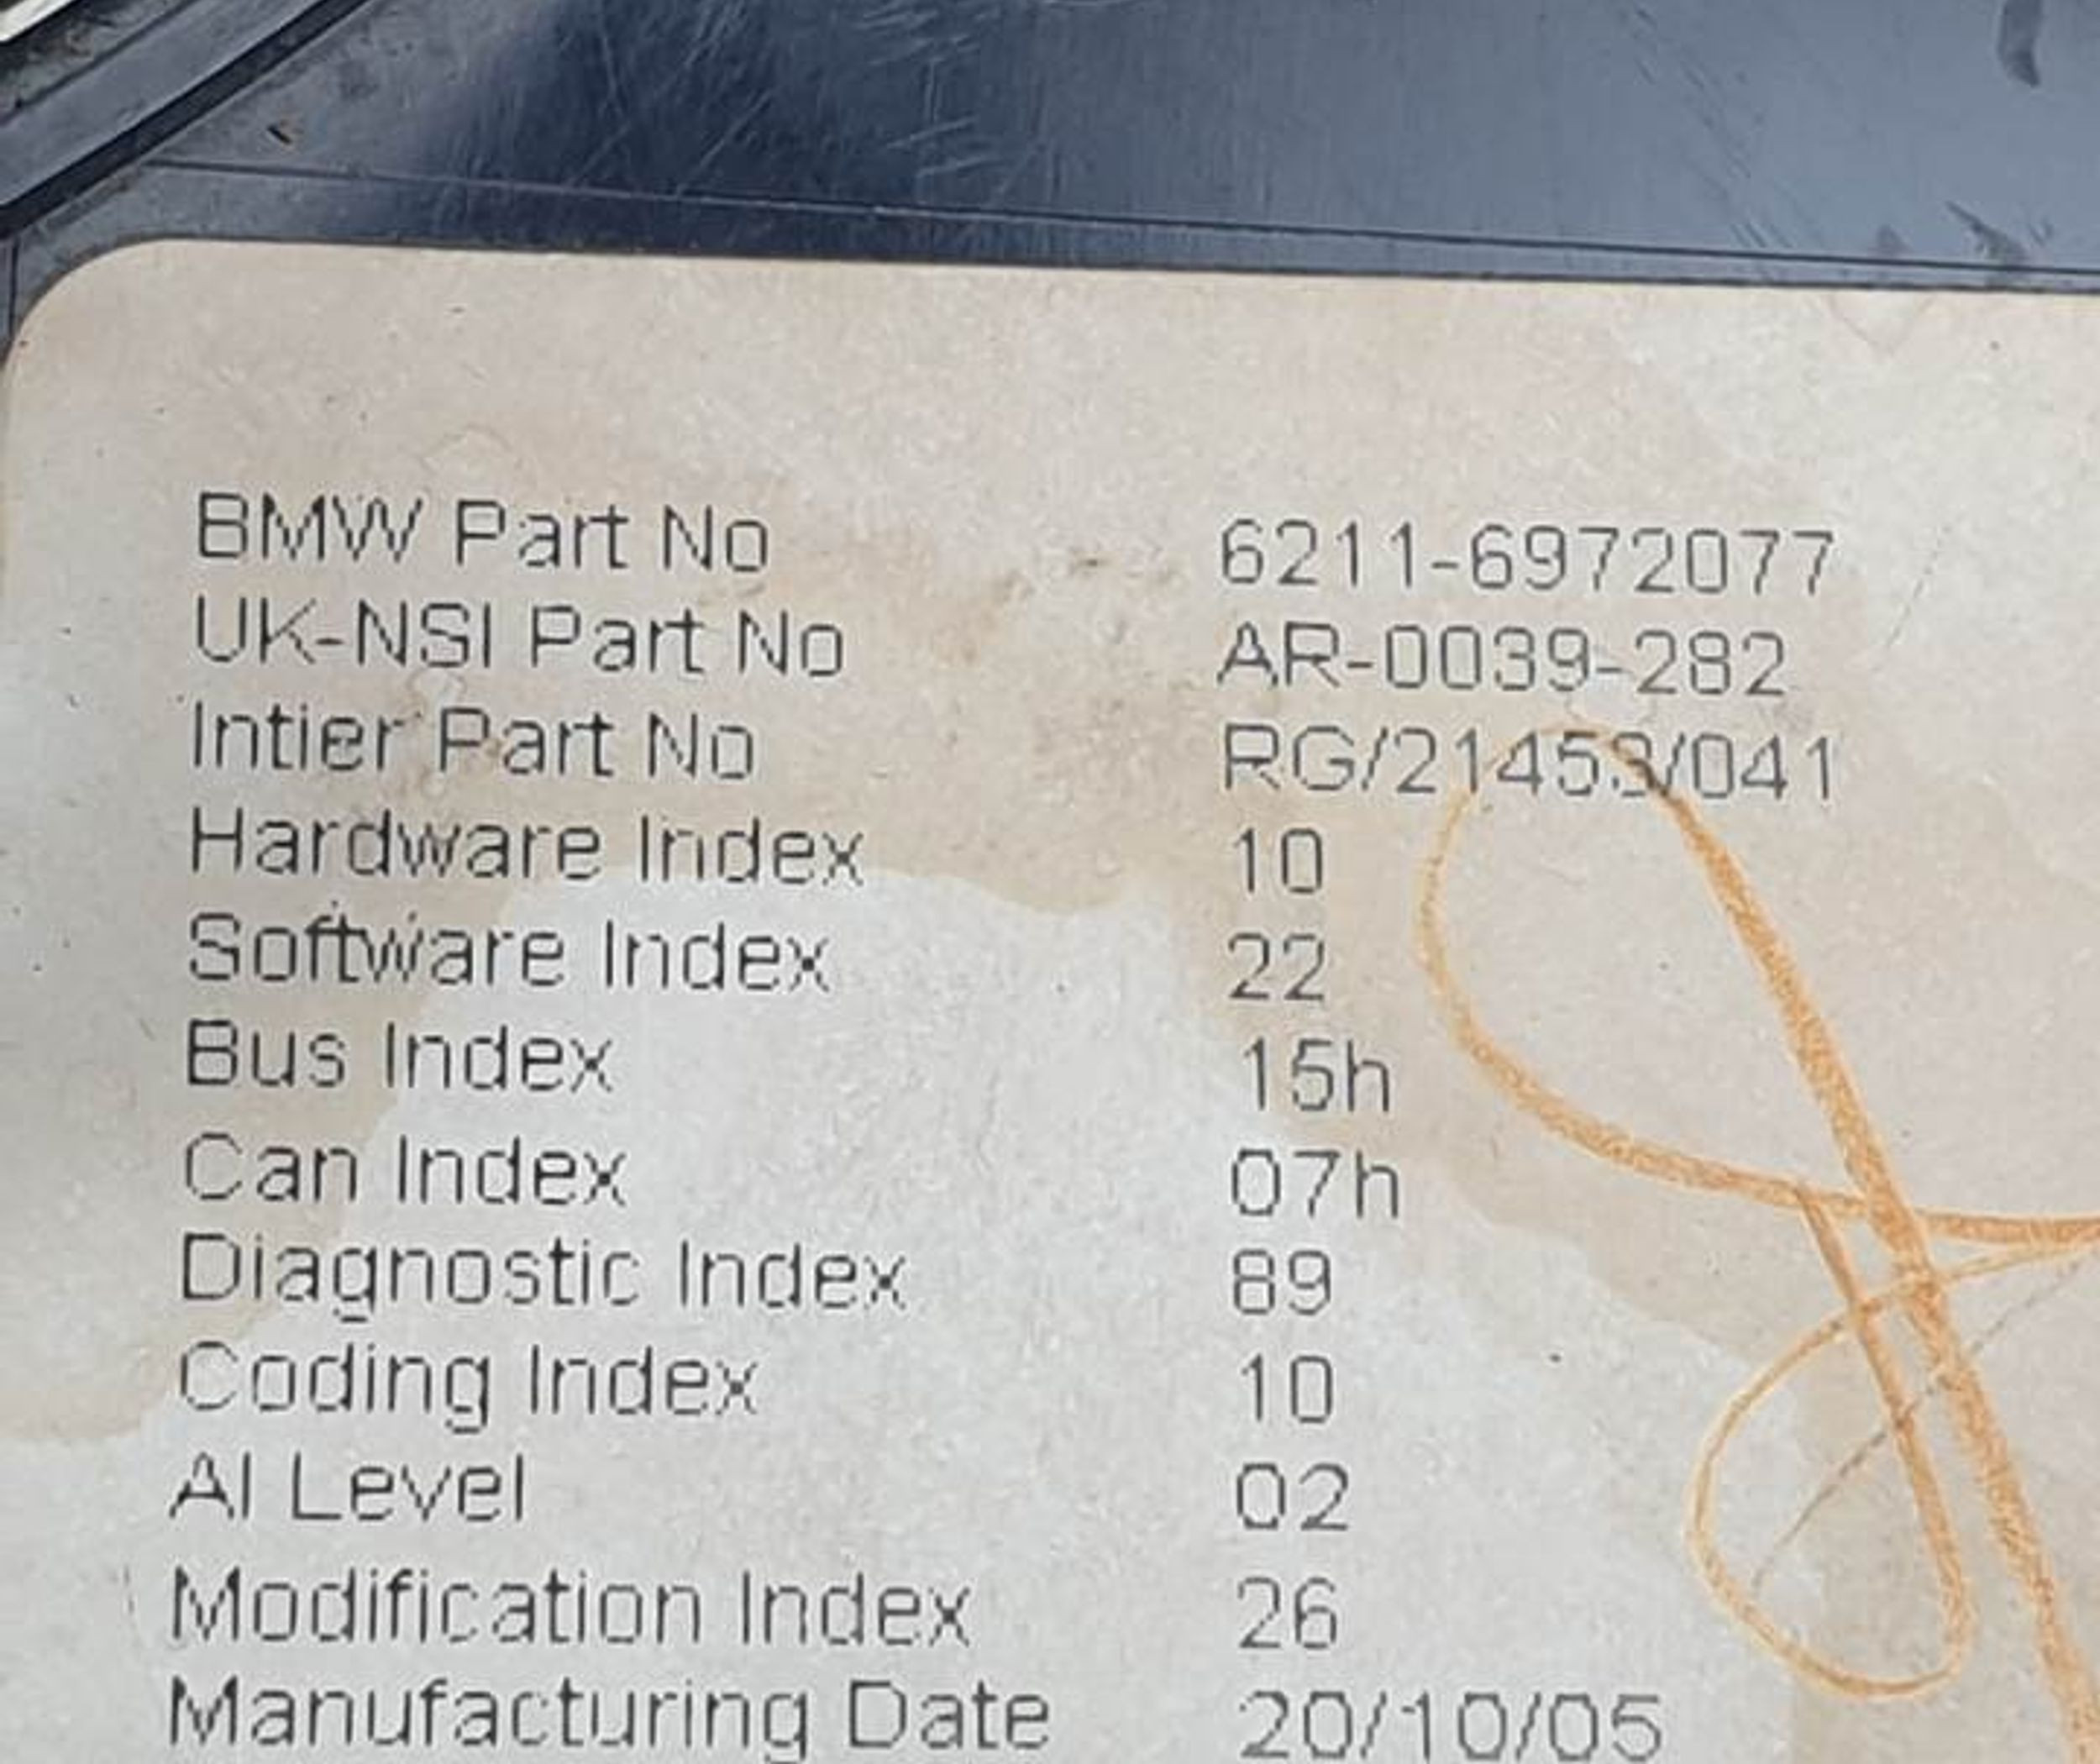 BMW Part No 6211-6972077
UK-NSI Part No AR-0039-282
Intier Part No RG/21453/041
Hardware Index 10
Software Index 22
Bus Index 15h
Can Index 07h
Diagnostic Index 89
Coding Index 10
AI Level 02
Modification Index 26
Manufacturing Date 20/10/05